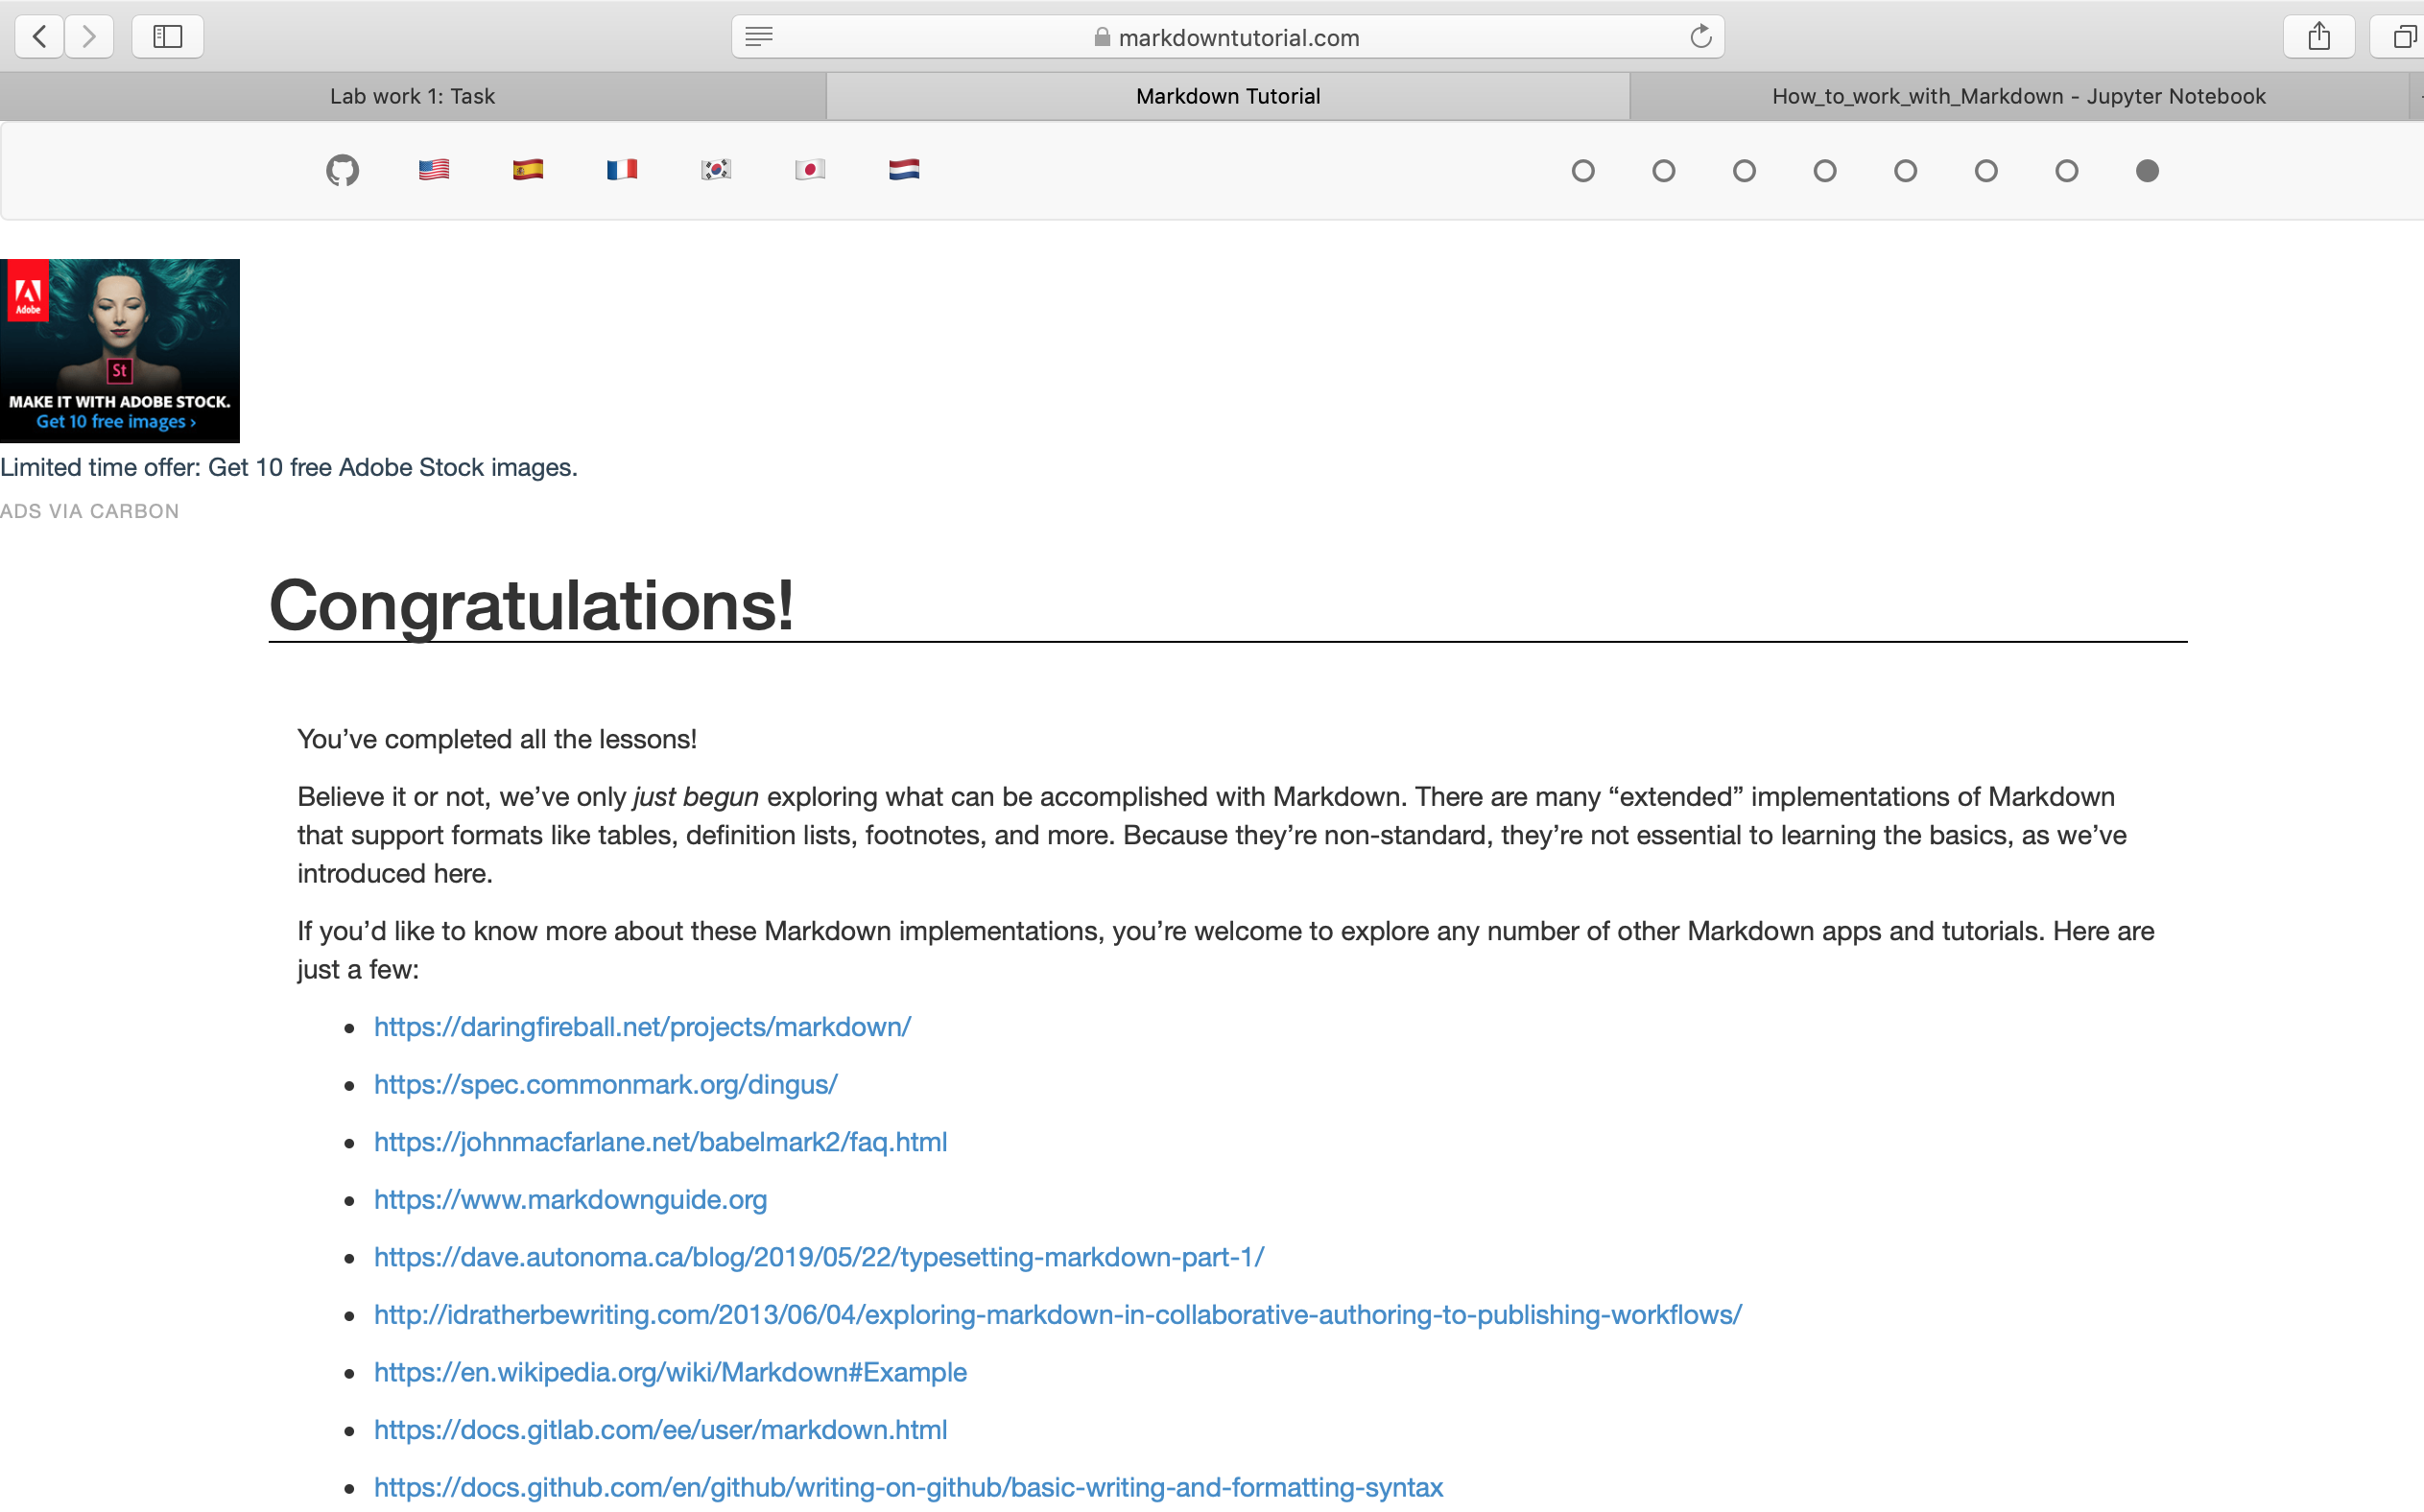 markdowntutorial.com
Lab work 1: Task
Markdown Tutorial
How_to_work_with_Markdown - Jupyter Notebook
Adobe
St
MAKE IT WITH ADOBE STOCK.
Get 10 free images ›
Limited time offer: Get 10 free Adobe Stock images.
ADS VIA CARBON
Congratulations!
You’ve completed all the lessons!
Believe it or not, we’ve only just begun exploring what can be accomplished with Markdown. There are many “extended” implementations of Markdown
that support formats like tables, definition lists, footnotes, and more. Because they’re non-standard, they’re not essential to learning the basics, as we’ve
introduced here.
If you’d like to know more about these Markdown implementations, you’re welcome to explore any number of other Markdown apps and tutorials. Here are
just a few:
• https://daringfireball.net/projects/markdown/
• https://spec.commonmark.org/dingus/
• https://johnmacfarlane.net/babelmark2/faq.html
• https://www.markdownguide.org
• https://dave.autonoma.ca/blog/2019/05/22/typesetting-markdown-part-1/
• http://idratherbewriting.com/2013/06/04/exploring-markdown-in-collaborative-authoring-to-publishing-workflows/
• https://en.wikipedia.org/wiki/Markdown#Example
• https://docs.gitlab.com/ee/user/markdown.html
• https://docs.github.com/en/github/writing-on-github/basic-writing-and-formatting-syntax